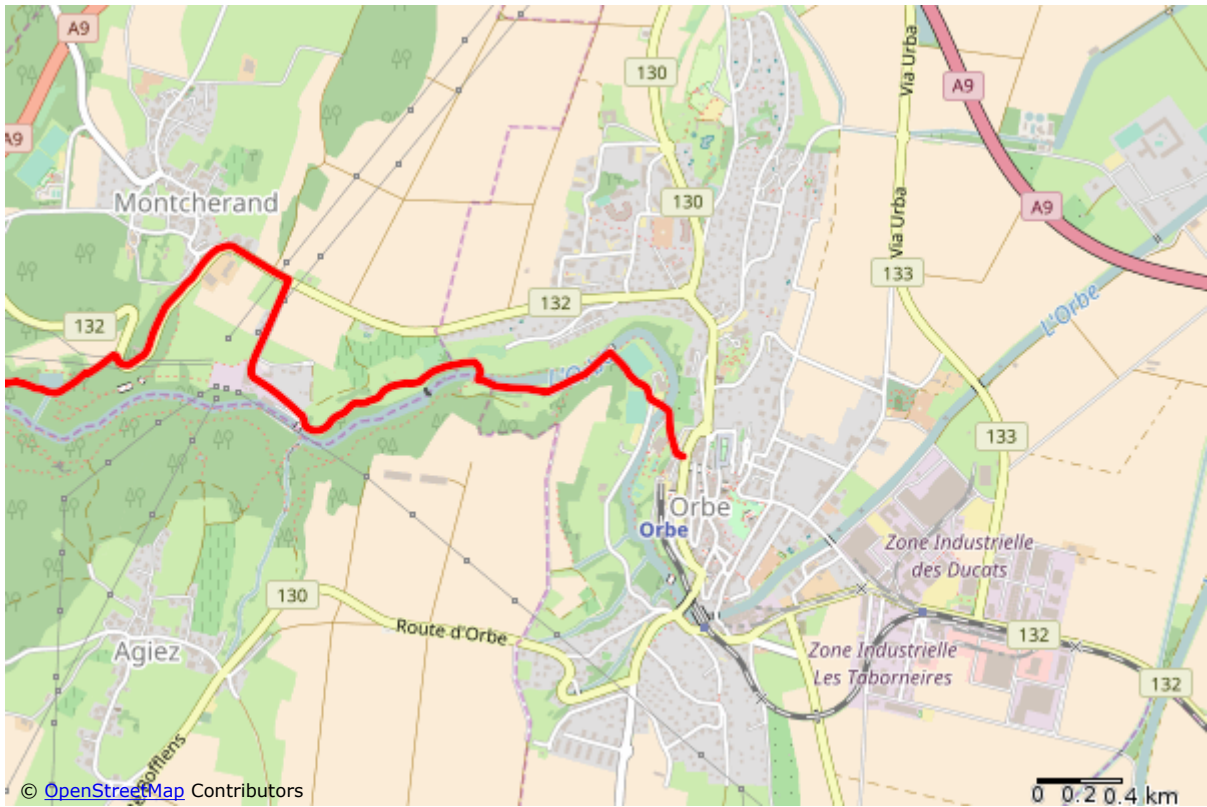 A9
130
Via Urba
A9
A9
Montcherand
130
A9
Via Urba
133
L'Orbe
132
132
L'Orbe
133
Orbe
Orbe
Zone Industrielle
des Ducats
130
Route d'Orbe
132
Agiez
Zone Industrielle
Les Taborneires
132
© OpenStreetMap Contributors
0 0.2 0.4 km